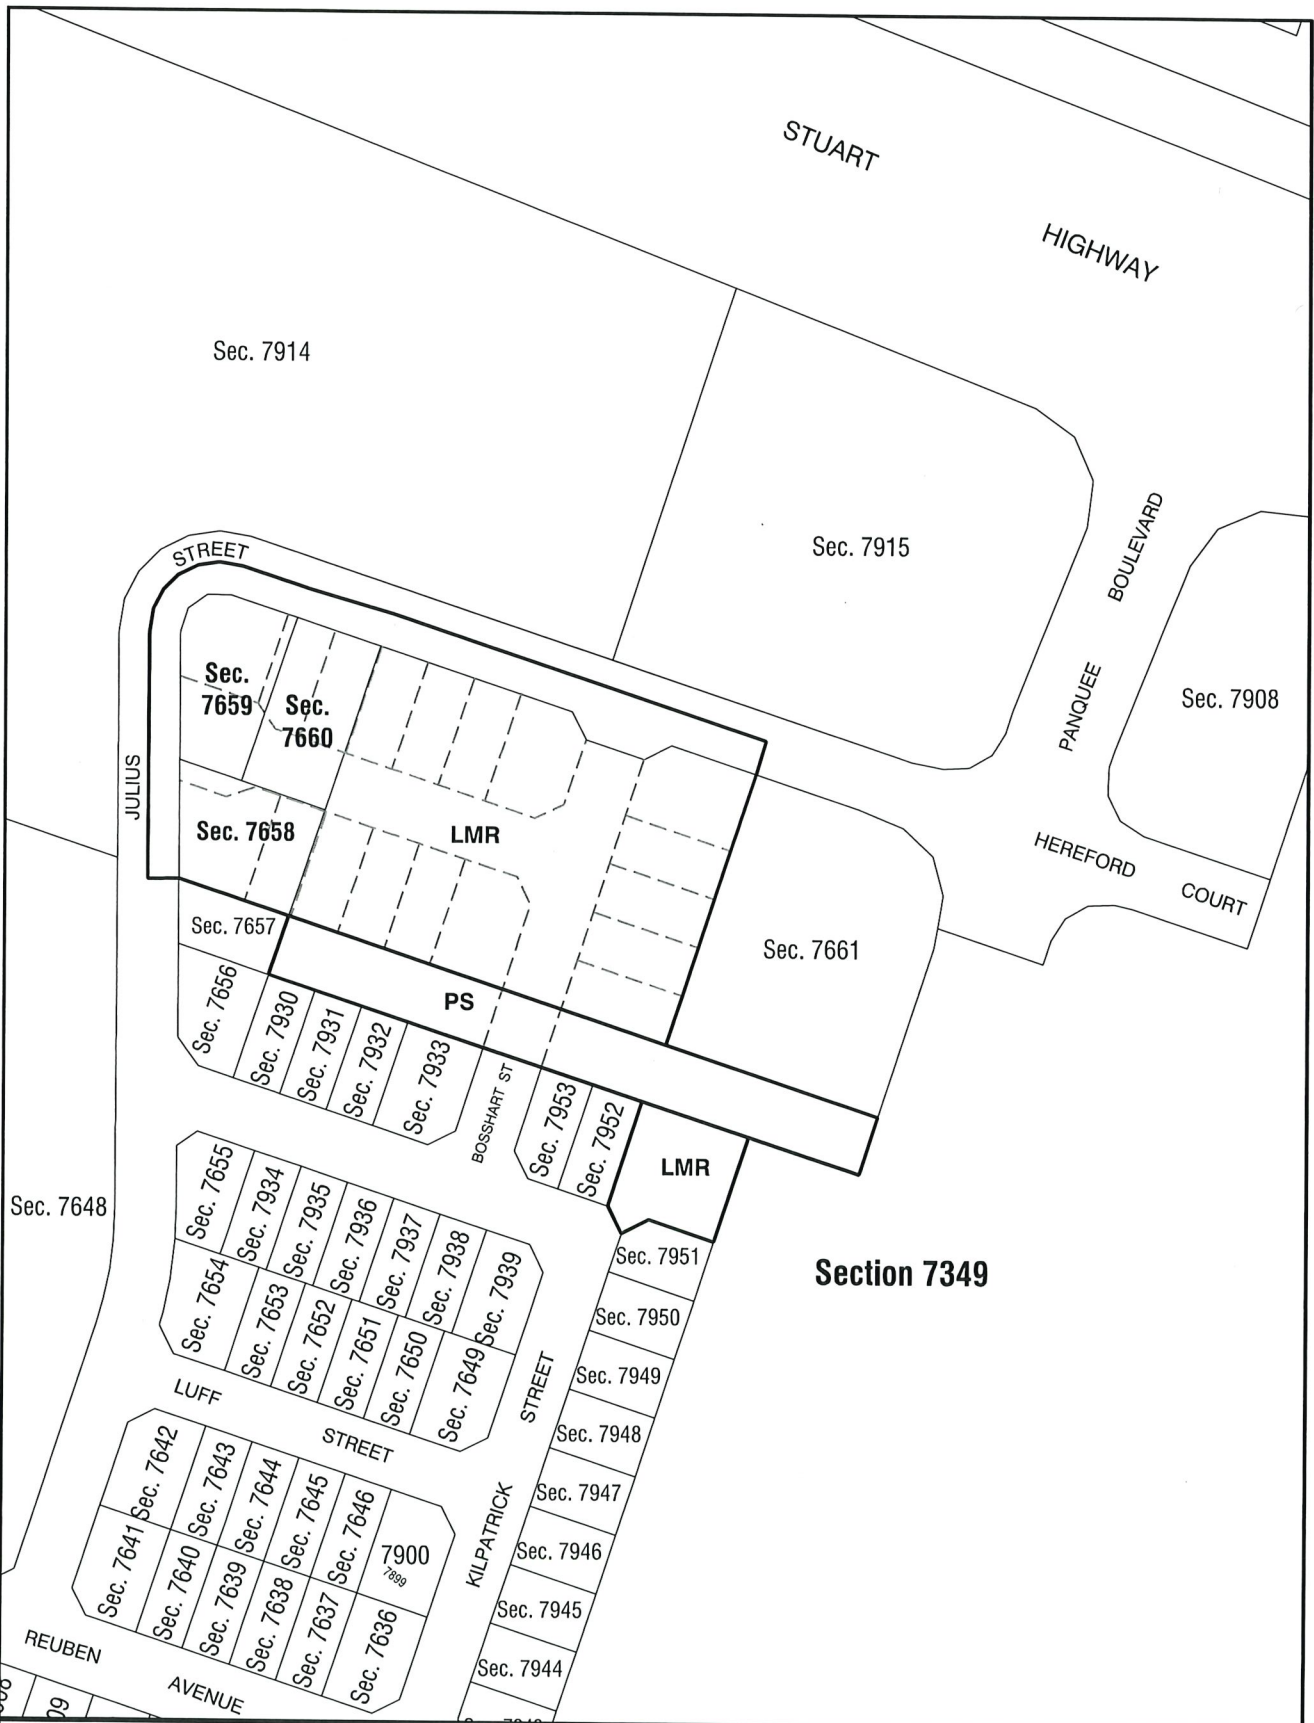 STUART
HIGHWAY
Sec. 7914
Sec. 7915
BOULEVARD
PANQUEE
Sec. 7908
STREET
JULIUS
Sec.
7659
Sec.
7660
Sec. 7658
LMR
HEREFORD
COURT
Sec. 7657
Sec. 7661
PS
Sec. 7656
Sec. 7930
Sec. 7931
Sec. 7932
Sec. 7933
BOSSHART ST
Sec. 7953
Sec. 7952
LMR
Sec. 7648
Sec. 7655
Sec. 7934
Sec. 7935
Sec. 7936
Sec. 7937
Sec. 7938
Sec. 7939
Sec. 7654
Sec. 7653
Sec. 7652
Sec. 7651
Sec. 7650
Sec. 7649
Sec. 7951
Section 7349
Sec. 7950
Sec. 7949
Sec. 7948
Sec. 7947
Sec. 7946
Sec. 7945
Sec. 7944
STREET
KILPATRICK
LUFF
STREET
Sec. 7642
Sec. 7643
Sec. 7644
Sec. 7645
Sec. 7646
7900
7899
Sec. 7641
Sec. 7640
Sec. 7639
Sec. 7638
Sec. 7637
Sec. 7636
REUBEN
AVENUE
09